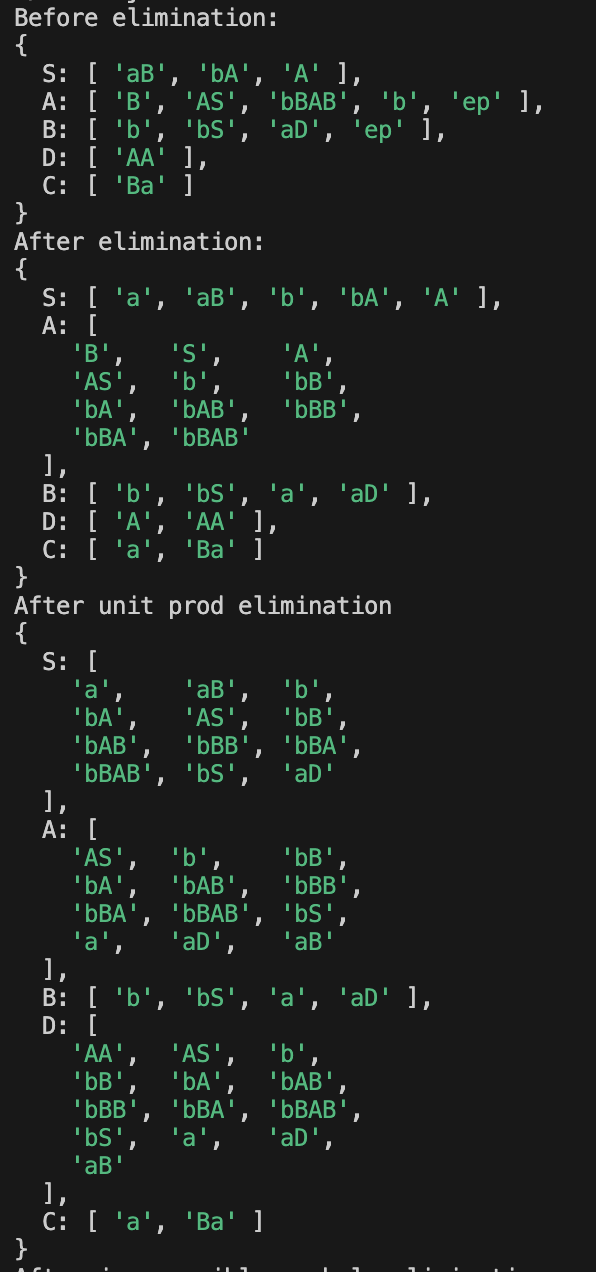 Before elimination:
{
  S: [ 'aB', 'bA', 'A' ],
  A: [ 'B', 'AS', 'bBAB', 'b', 'ep' ],
  B: [ 'b', 'bS', 'aD', 'ep' ],
  D: [ 'AA' ],
  C: [ 'Ba' ]
}
After elimination:
{
  S: [ 'a', 'aB', 'b', 'bA', 'A' ],
  A: [
    'B',   'S',    'A',
    'AS',  'b',    'bB',
    'bA',  'bAB',  'bBB',
    'bBA', 'bBAB'
  ],
  B: [ 'b', 'bS', 'a', 'aD' ],
  D: [ 'A', 'AA' ],
  C: [ 'a', 'Ba' ]
}
After unit prod elimination
{
  S: [
    'a',    'aB',  'b',
    'bA',   'AS',  'bB',
    'bAB',  'bBB', 'bBA',
    'bBAB', 'bS',  'aD'
  ],
  A: [
    'AS',  'b',    'bB',
    'bA',  'bAB',  'bBB',
    'bBA', 'bBAB', 'bS',
    'a',   'aD',   'aB'
  ],
  B: [ 'b', 'bS', 'a', 'aD' ],
  D: [
    'AA',  'AS',  'b',
    'bB',  'bA',  'bAB',
    'bBB', 'bBA', 'bBAB',
    'bS',  'a',   'aD',
    'aB'
  ],
  C: [ 'a', 'Ba' ]
}